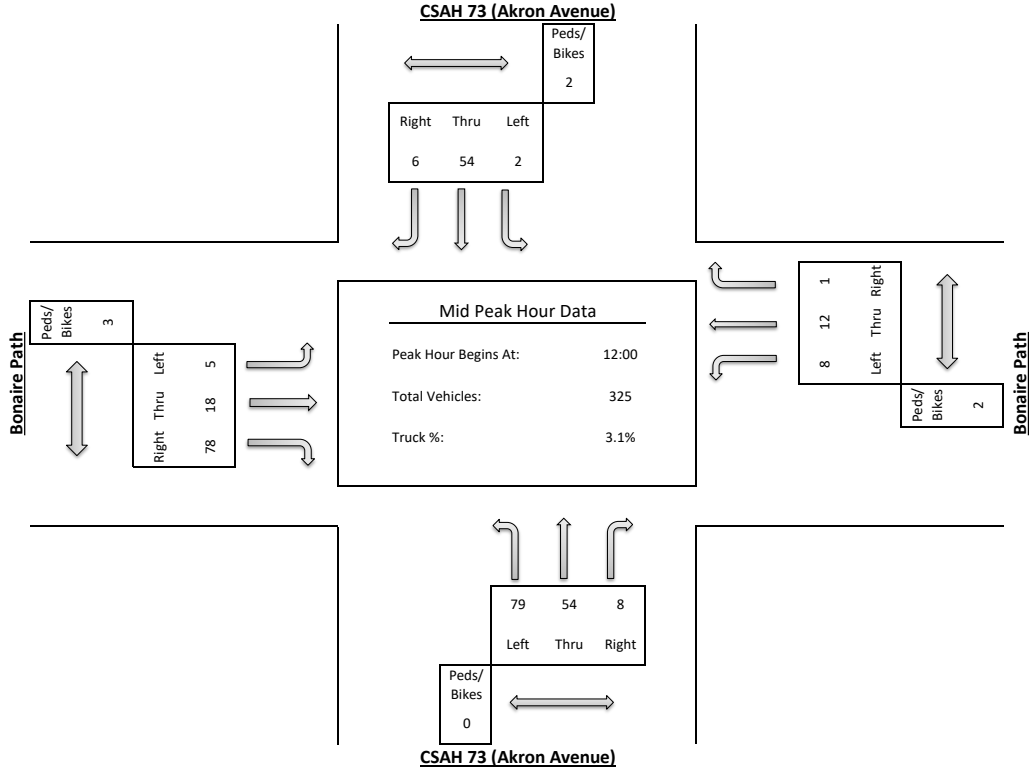 CSAH 73 (Akron Avenue)
Peds/
Bikes
2
Right Thru Left
6 54 2
Bonaire Path
Peds/
Bikes
3
Left 5
Thru 18
Right 78
Mid Peak Hour Data
Peak Hour Begins At: 12:00
Total Vehicles: 325
Truck %: 3.1%
1 Right
12 Thru
8 Left
Peds/
Bikes
2
Bonaire Path
79 54 8
Left Thru Right
Peds/
Bikes
0
CSAH 73 (Akron Avenue)